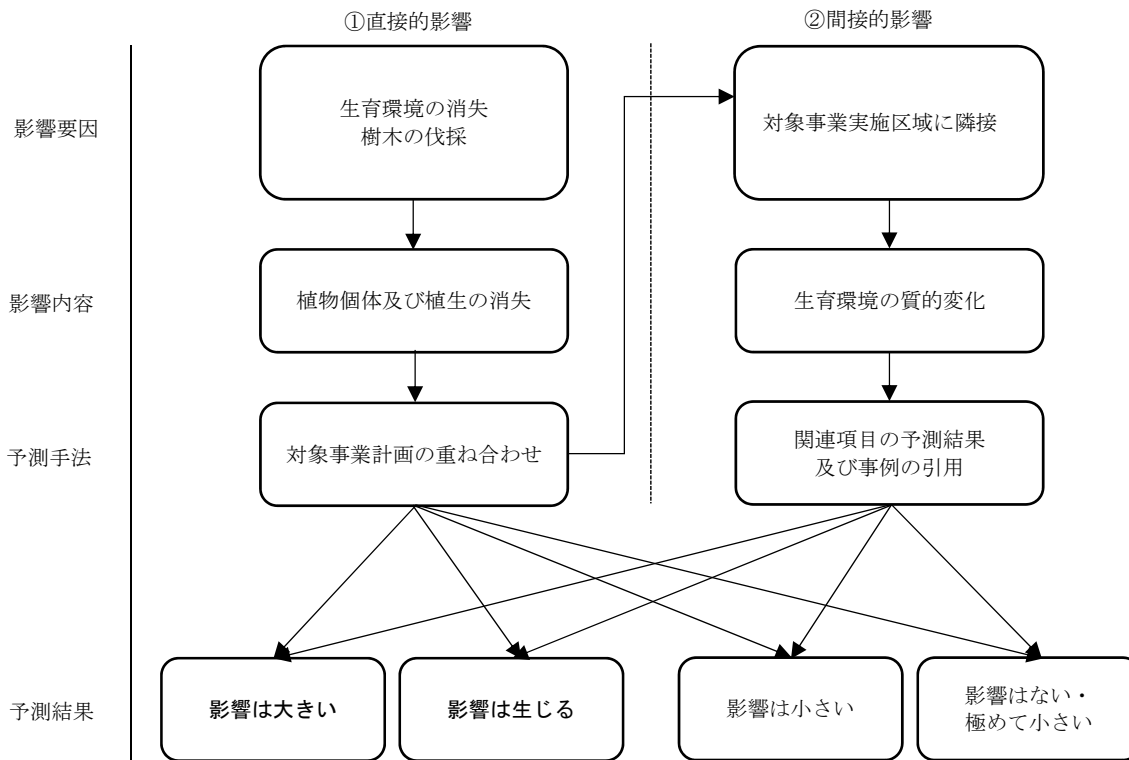 ①直接的影響
②間接的影響
影響要因
生育環境の消失
樹木の伐採
対象事業実施区域に隣接
影響内容
植物個体及び植生の消失
生育環境の質的変化
予測手法
対象事業計画の重ね合わせ
関連項目の予測結果
及び事例の引用
予測結果
影響は大きい
影響は生じる
影響は小さい
影響はない・
極めて小さい